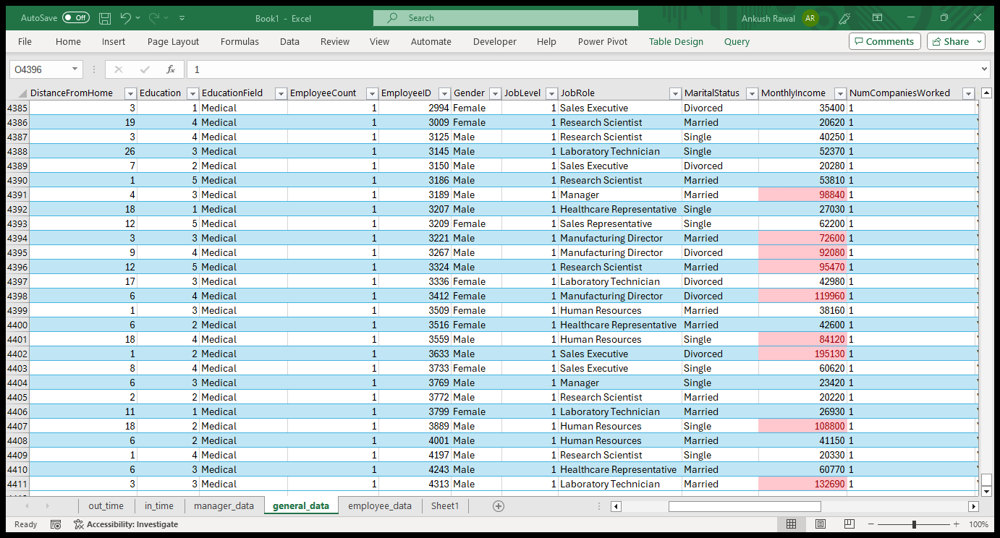 AutoSave Off Book1 - Excel Search Ankush Rawal AR
File Home Insert Page Layout Formulas Data Review View Automate Developer Help Power Pivot Table Design Query Comments Share
O4396 fx 1
DistanceFromHome Education EducationField EmployeeCount EmployeeID Gender JobLevel JobRole MaritalStatus MonthlyIncome NumCompaniesWorked
4385 3 1 Medical 1 2994 Female 1 Sales Executive Divorced 35400 1
4386 19 4 Medical 1 3009 Female 1 Research Scientist Married 20620 1
4387 3 4 Medical 1 3125 Male 1 Research Scientist Single 40250 1
4388 26 3 Medical 1 3145 Male 1 Laboratory Technician Single 52370 1
4389 7 2 Medical 1 3150 Male 1 Sales Executive Divorced 20280 1
4390 1 5 Medical 1 3186 Male 1 Research Scientist Married 53810 1
4391 4 3 Medical 1 3189 Male 1 Manager Married 98840 1
4392 18 1 Medical 1 3207 Male 1 Healthcare Representative Single 27030 1
4393 12 5 Medical 1 3209 Female 1 Sales Representative Single 62200 1
4394 3 3 Medical 1 3221 Male 1 Manufacturing Director Married 72600 1
4395 9 4 Medical 1 3267 Male 1 Manufacturing Director Divorced 92080 1
4396 12 5 Medical 1 3324 Male 1 Research Scientist Married 95470 1
4397 17 3 Medical 1 3336 Female 1 Laboratory Technician Divorced 42980 1
4398 6 4 Medical 1 3412 Female 1 Manufacturing Director Divorced 119960 1
4399 1 3 Medical 1 3509 Female 1 Human Resources Married 38160 1
4400 6 2 Medical 1 3516 Female 1 Healthcare Representative Married 42600 1
4401 18 4 Medical 1 3559 Male 1 Human Resources Single 84120 1
4402 1 2 Medical 1 3633 Male 1 Sales Executive Divorced 195130 1
4403 8 4 Medical 1 3733 Female 1 Sales Executive Single 60620 1
4404 6 3 Medical 1 3769 Male 1 Manager Single 23420 1
4405 2 2 Medical 1 3772 Male 1 Research Scientist Married 20220 1
4406 11 1 Medical 1 3799 Female 1 Laboratory Technician Married 26930 1
4407 18 2 Medical 1 3889 Male 1 Human Resources Single 108800 1
4408 6 2 Medical 1 4001 Male 1 Human Resources Married 41150 1
4409 1 4 Medical 1 4197 Male 1 Research Scientist Single 20330 1
4410 6 3 Medical 1 4243 Male 1 Healthcare Representative Married 60770 1
4411 3 3 Medical 1 4313 Male 1 Laboratory Technician Married 132690 1
out_time in_time manager_data general_data employee_data Sheet1
Ready Accessibility: Investigate 100%